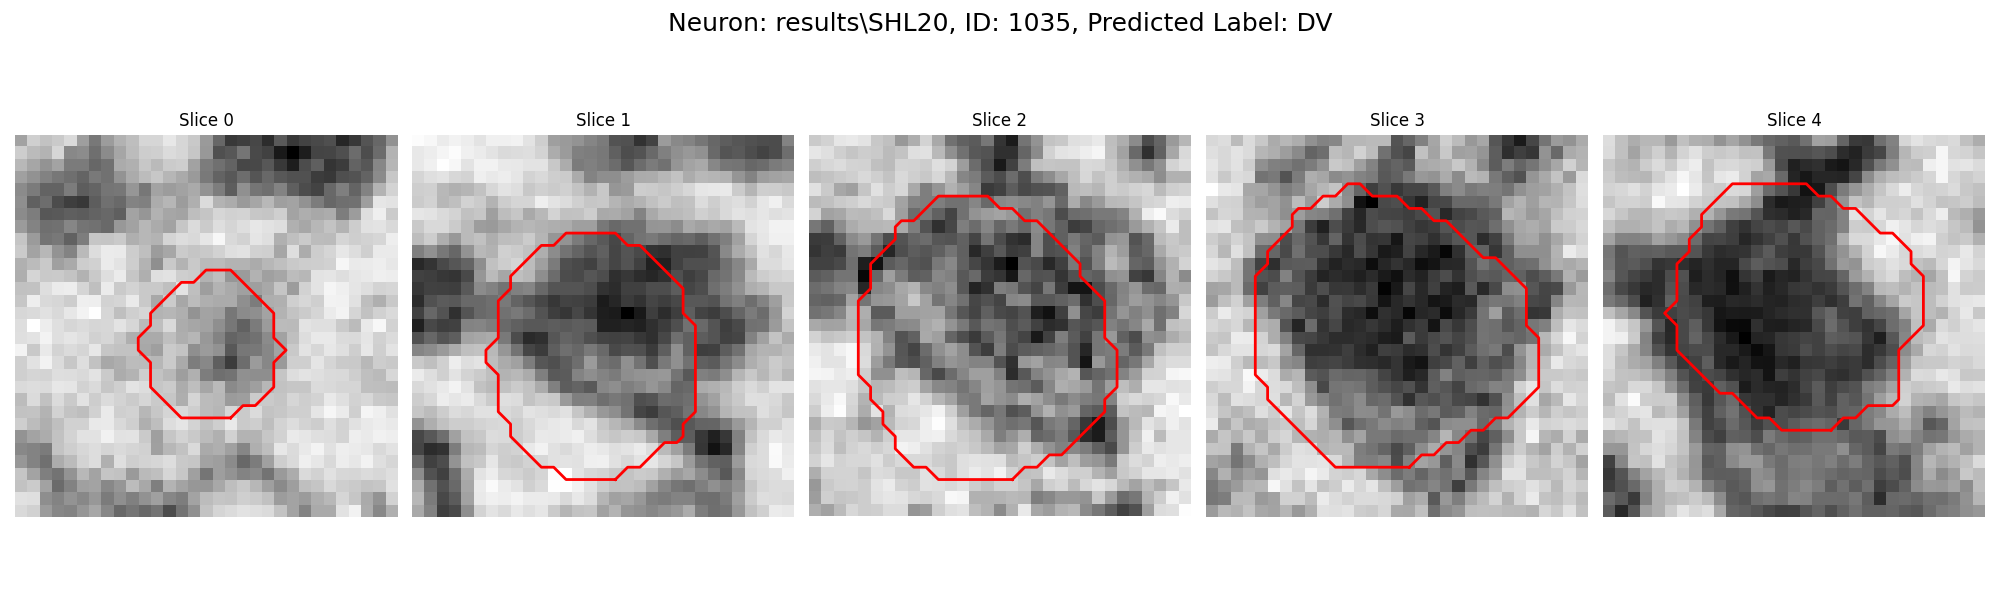 Neuron: results\SHL20, ID: 1035, Predicted Label: DV
Slice 0
Slice 1
Slice 2
Slice 3
Slice 4